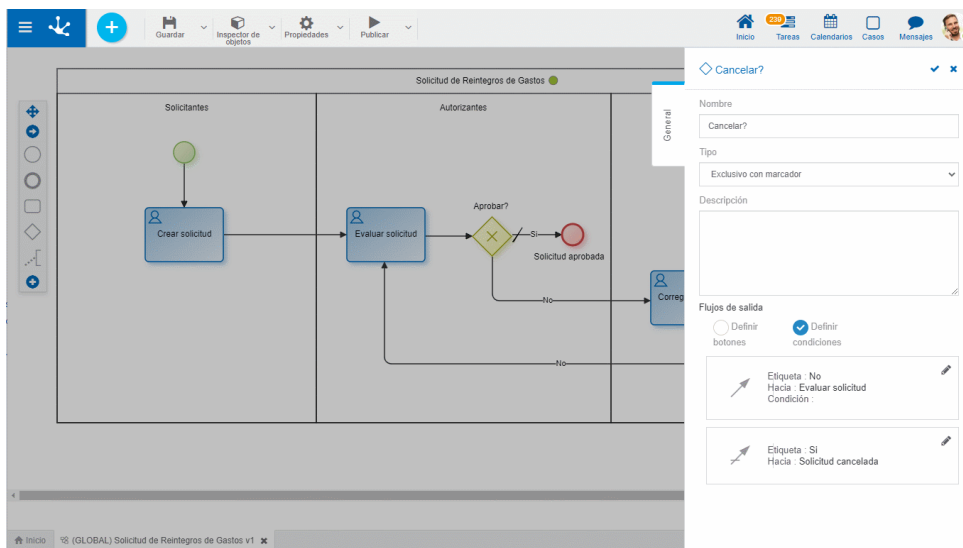 Guardar
Inspector de
objetos
Propiedades
Publicar
Inicio
239
Tareas
Calendarios
Casos
Mensajes
Solicitud de Reintegros de Gastos
Solicitantes
Autorizantes
Crear solicitud
Evaluar solicitud
Aprobar?
Si
Solicitud aprobada
No
Correg
No
General
Cancelar?
Nombre
Cancelar?
Tipo
Exclusivo con marcador
Descripción
Flujos de salida
Definir
botones
Definir
condiciones
Etiqueta : No
Hacia : Evaluar solicitud
Condición :
Etiqueta : Si
Hacia : Solicitud cancelada
Inicio
(GLOBAL) Solicitud de Reintegros de Gastos v1